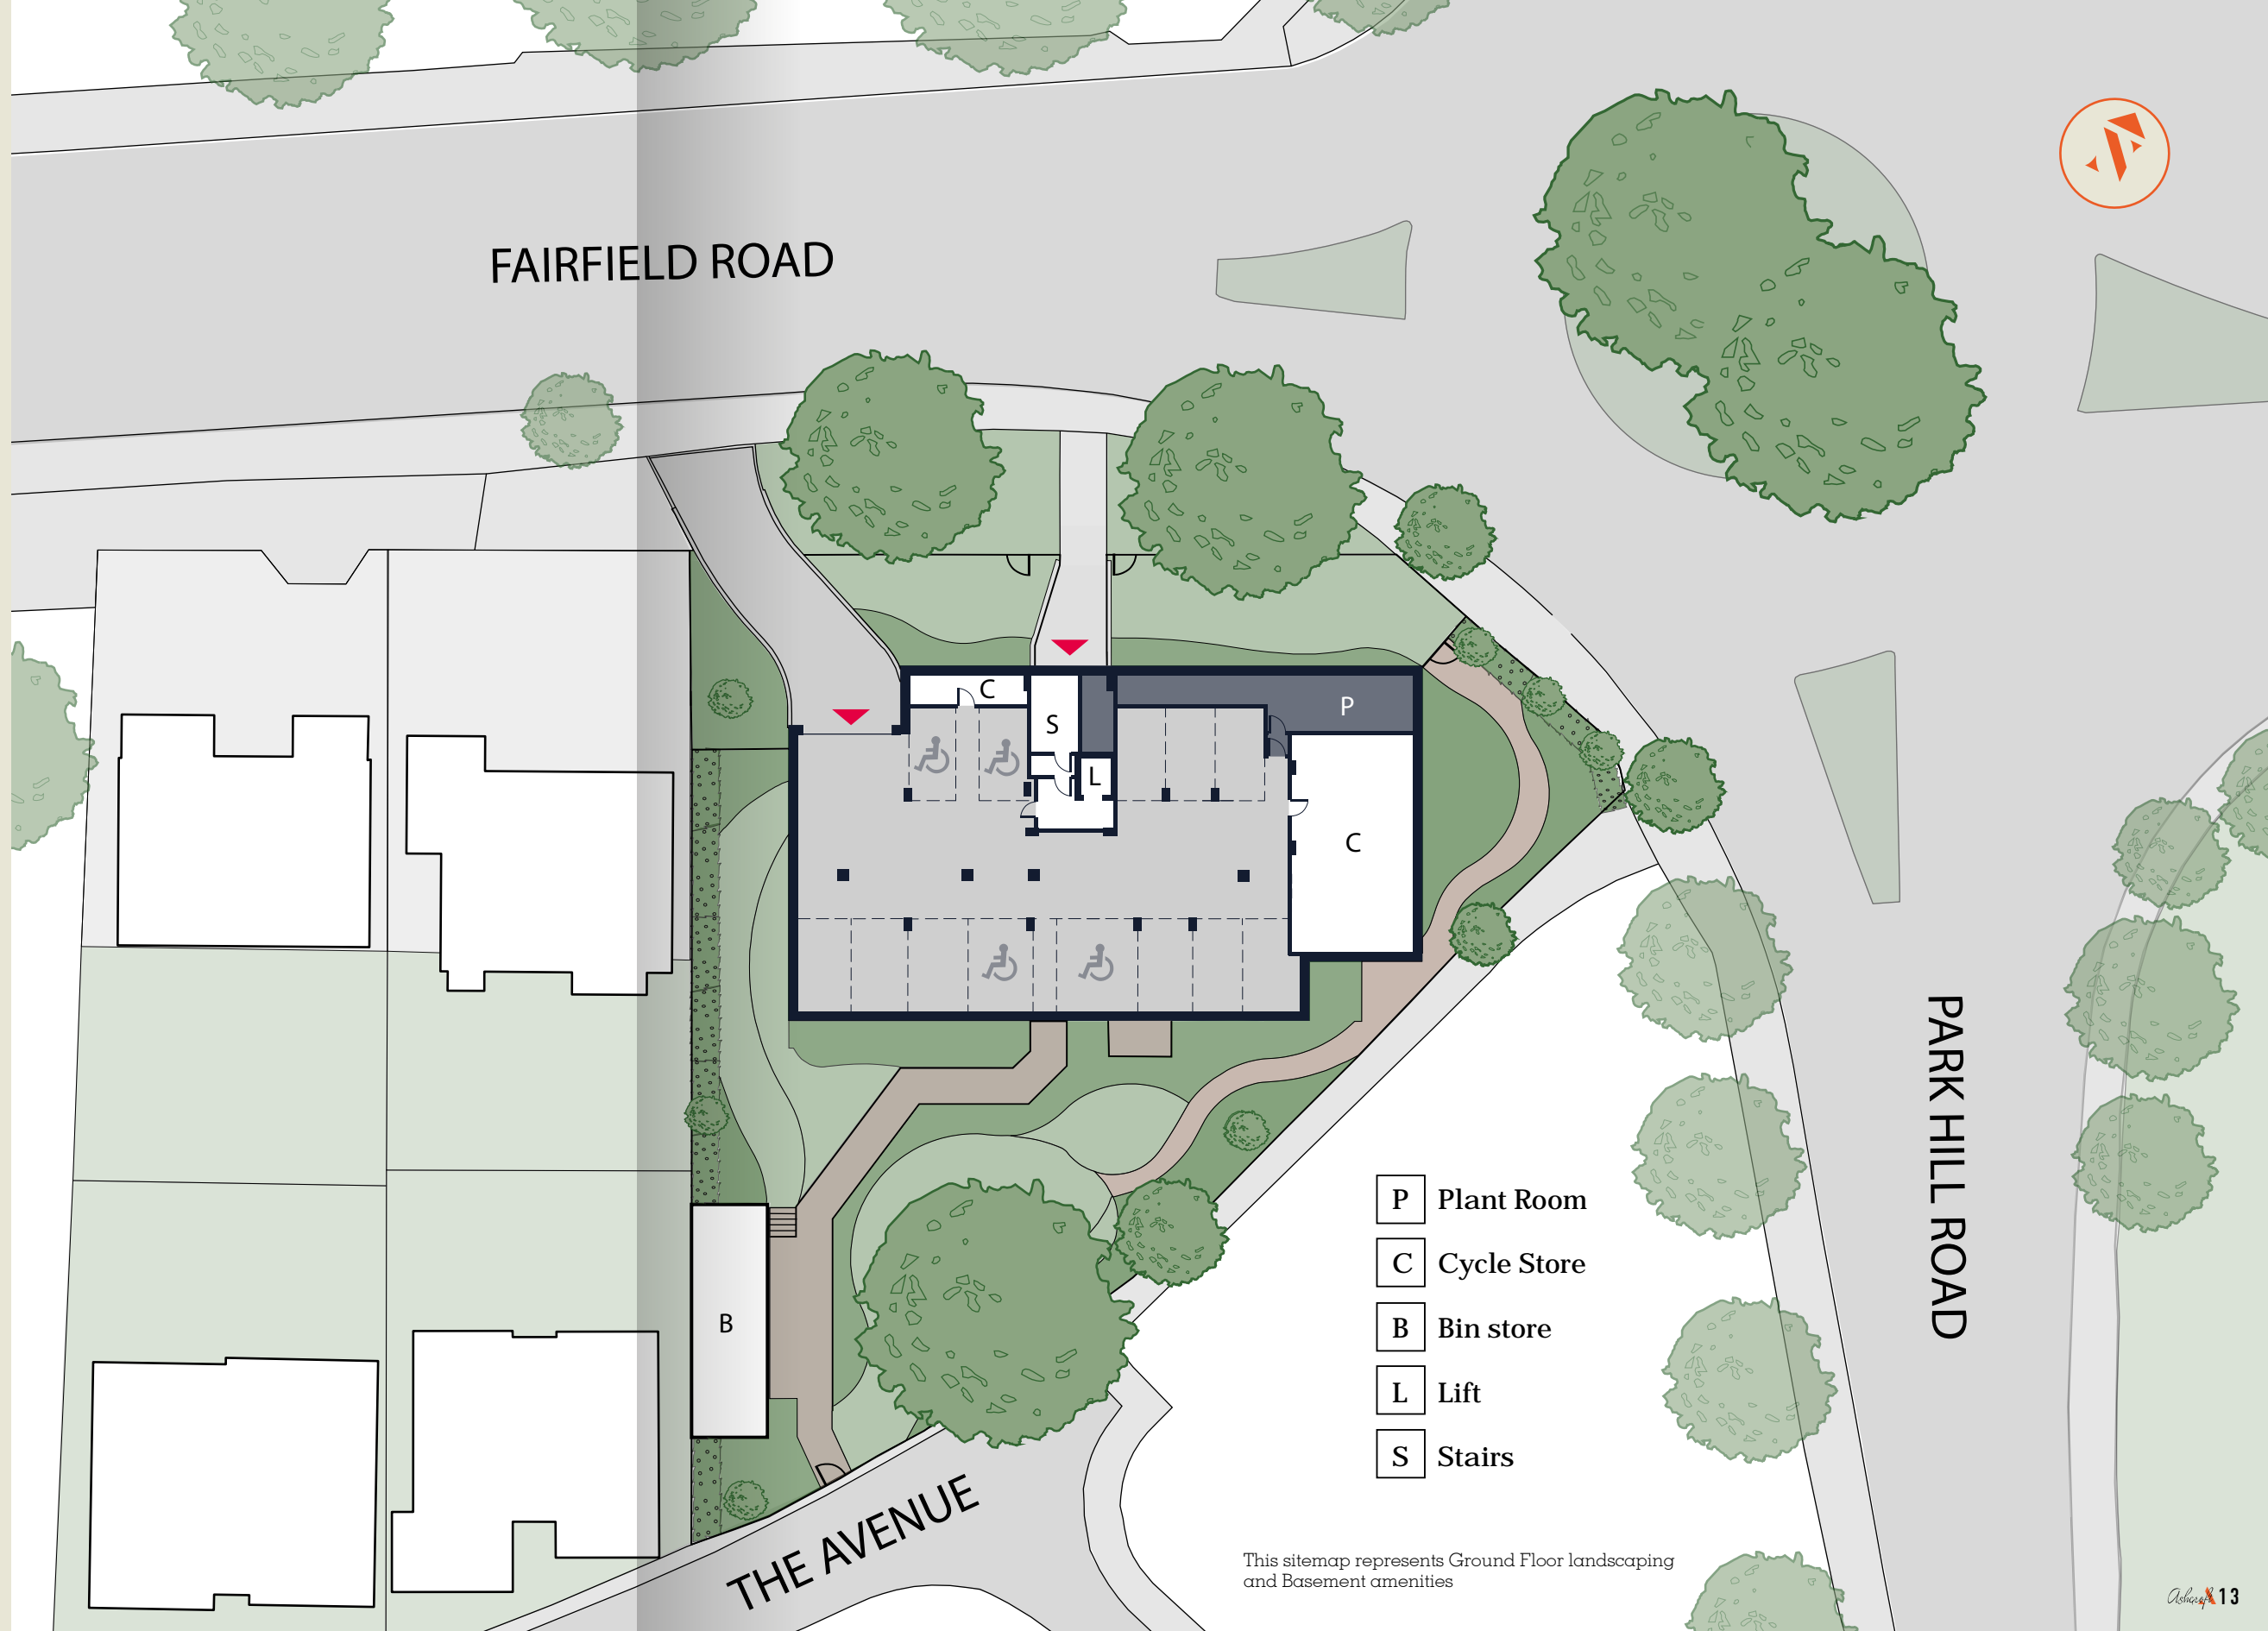 FAIRFIELD ROAD
C
P
S
L
C
PARK HILL ROAD
P Plant Room
C Cycle Store
B Bin store
B
L Lift
S Stairs
THE AVENUE
This sitemap represents Ground Floor landscaping
and Basement amenities
Ashcroft 13